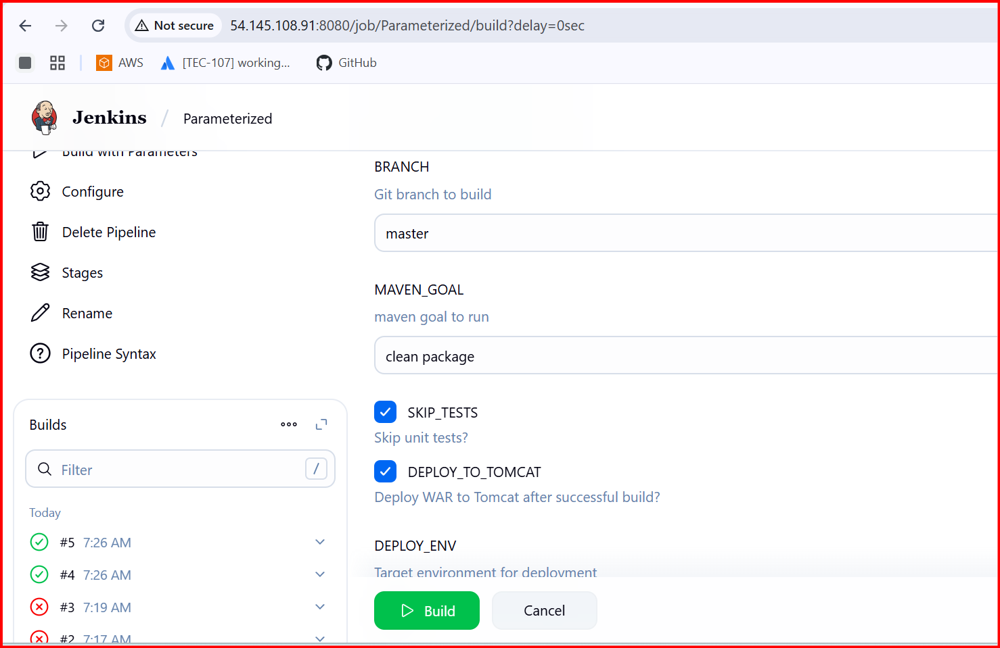 Not secure 54.145.108.91:8080/job/Parameterized/build?delay=0sec
AWS [TEC-107] working... GitHub
Jenkins / Parameterized
Build with Parameters
Configure
Delete Pipeline
Stages
Rename
Pipeline Syntax
Builds
Filter /
Today
#5 7:26 AM
#4 7:26 AM
#3 7:19 AM
#2 7:17 AM
BRANCH
Git branch to build
master
MAVEN_GOAL
maven goal to run
clean package
SKIP_TESTS
Skip unit tests?
DEPLOY_TO_TOMCAT
Deploy WAR to Tomcat after successful build?
DEPLOY_ENV
Target environment for deployment
Build Cancel